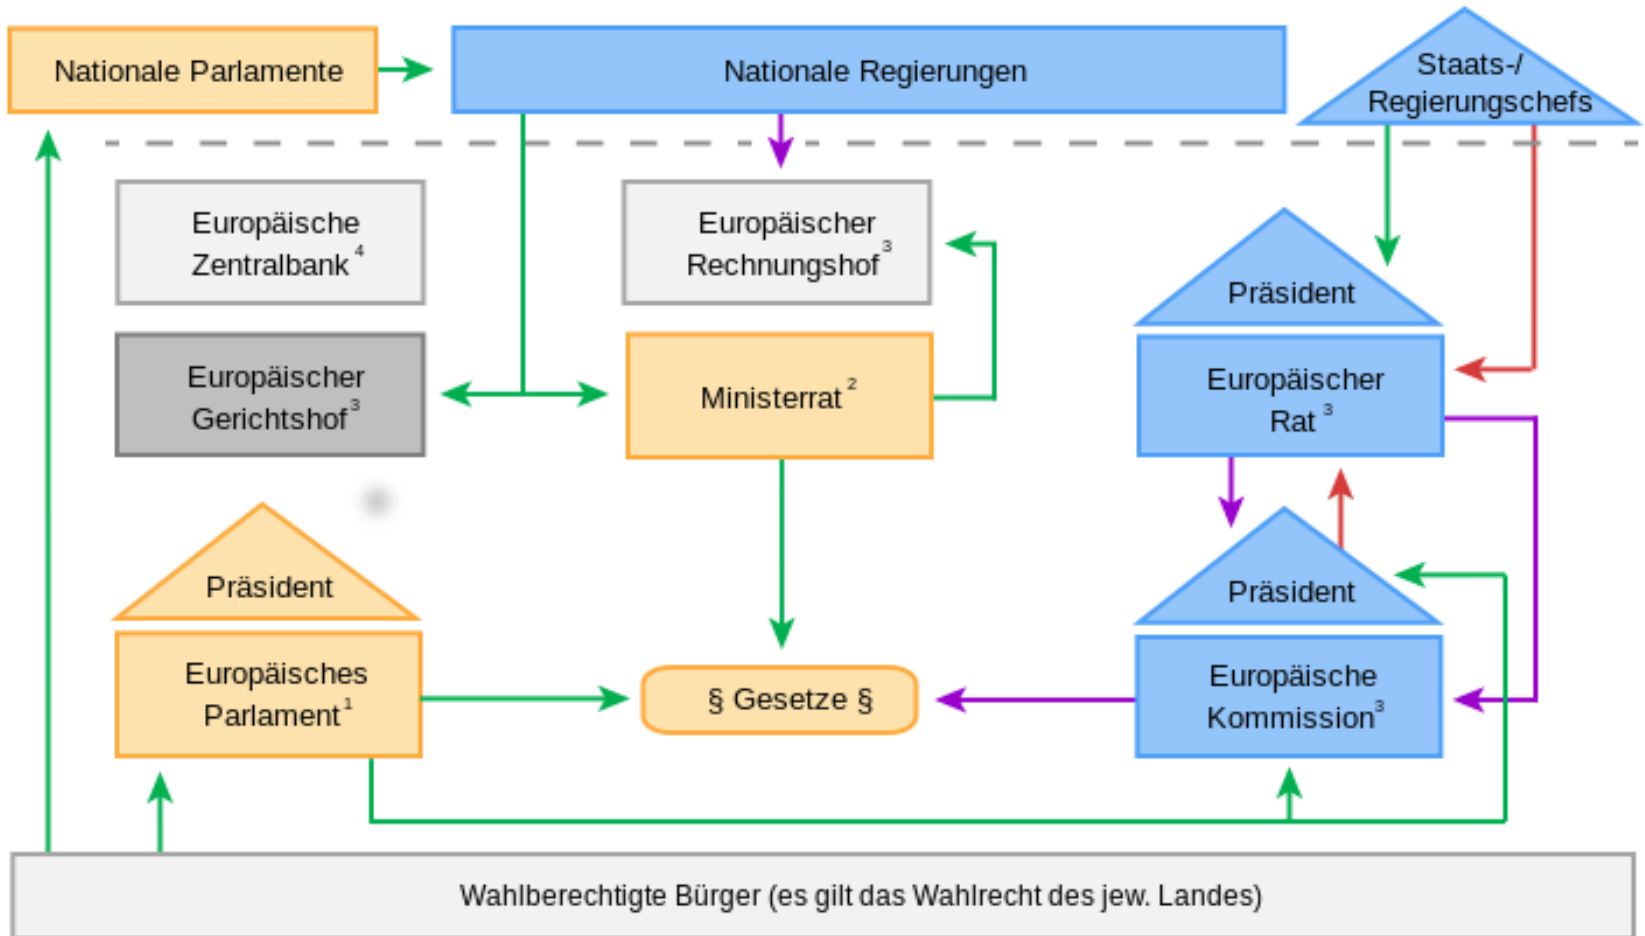 Nationale Parlamente
Nationale Regierungen
Staats-/
Regierungschefs
Europäische
Zentralbank 4
Europäischer
Rechnungshof 3
Präsident
Europäischer
Gerichtshof 3
Ministerrat 2
Europäischer
Rat 3
Präsident
Präsident
Europäisches
Parlament 1
§ Gesetze §
Europäische
Kommission 3
Wahlberechtigte Bürger (es gilt das Wahlrecht des jew. Landes)